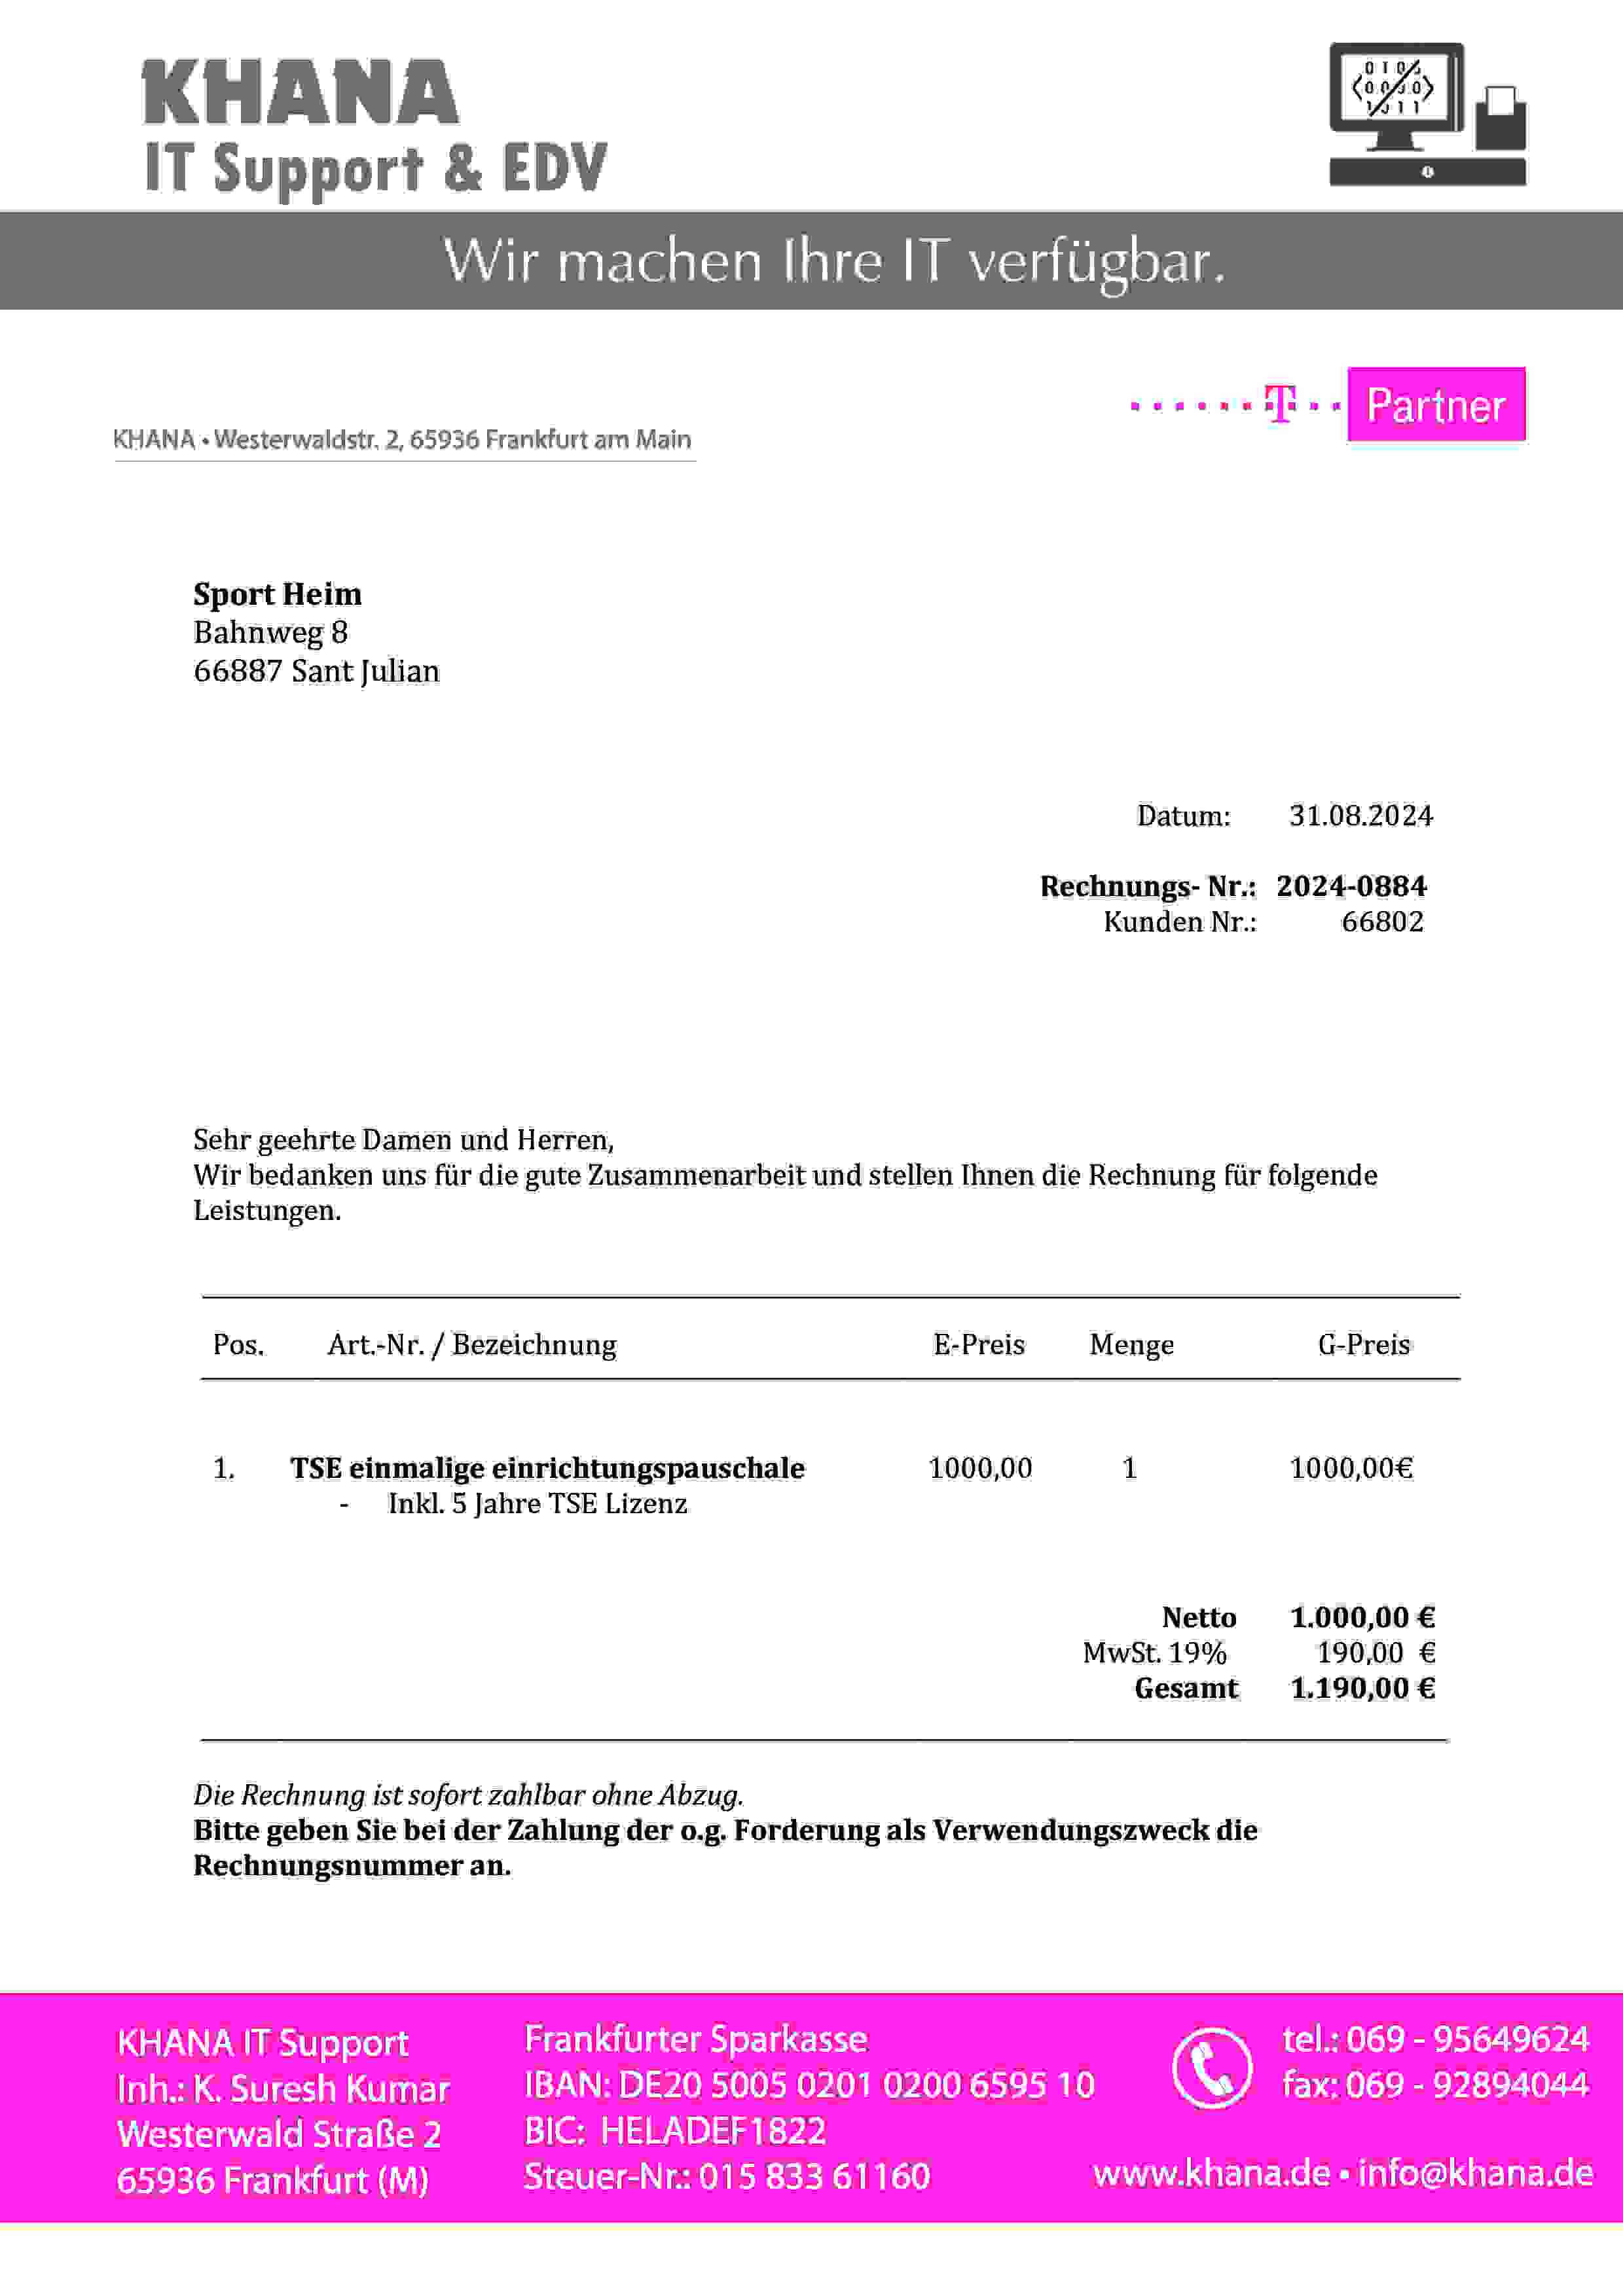 KHANA
IT Support & EDV
Wir machen Ihre IT verfügbar.
T Partner
KHANA • Westerwaldstr. 2, 65936 Frankfurt am Main
Sport Heim
Bahnweg 8
66887 Sant Julian
Datum: 31.08.2024
Rechnungs- Nr.: 2024-0884
Kunden Nr.: 66802
Sehr geehrte Damen und Herren,
Wir bedanken uns für die gute Zusammenarbeit und stellen Ihnen die Rechnung für folgende
Leistungen.
Pos. Art.-Nr. / Bezeichnung E-Preis Menge G-Preis
1. TSE einmalige einrichtungspauschale 1000,00 1 1000,00€
- Inkl. 5 Jahre TSE Lizenz
Netto 1.000,00 €
MwSt. 19% 190,00 €
Gesamt 1.190,00 €
Die Rechnung ist sofort zahlbar ohne Abzug.
Bitte geben Sie bei der Zahlung der o.g. Forderung als Verwendungszweck die
Rechnungsnummer an.
KHANA IT Support
Inh.: K. Suresh Kumar
Westerwald Straße 2
65936 Frankfurt (M)
Frankfurter Sparkasse
IBAN: DE20 5005 0201 0200 6595 10
BIC: HELADEF1822
Steuer-Nr.: 015 833 61160
tel.: 069 - 95649624
fax: 069 - 92894044
www.khana.de • info@khana.de